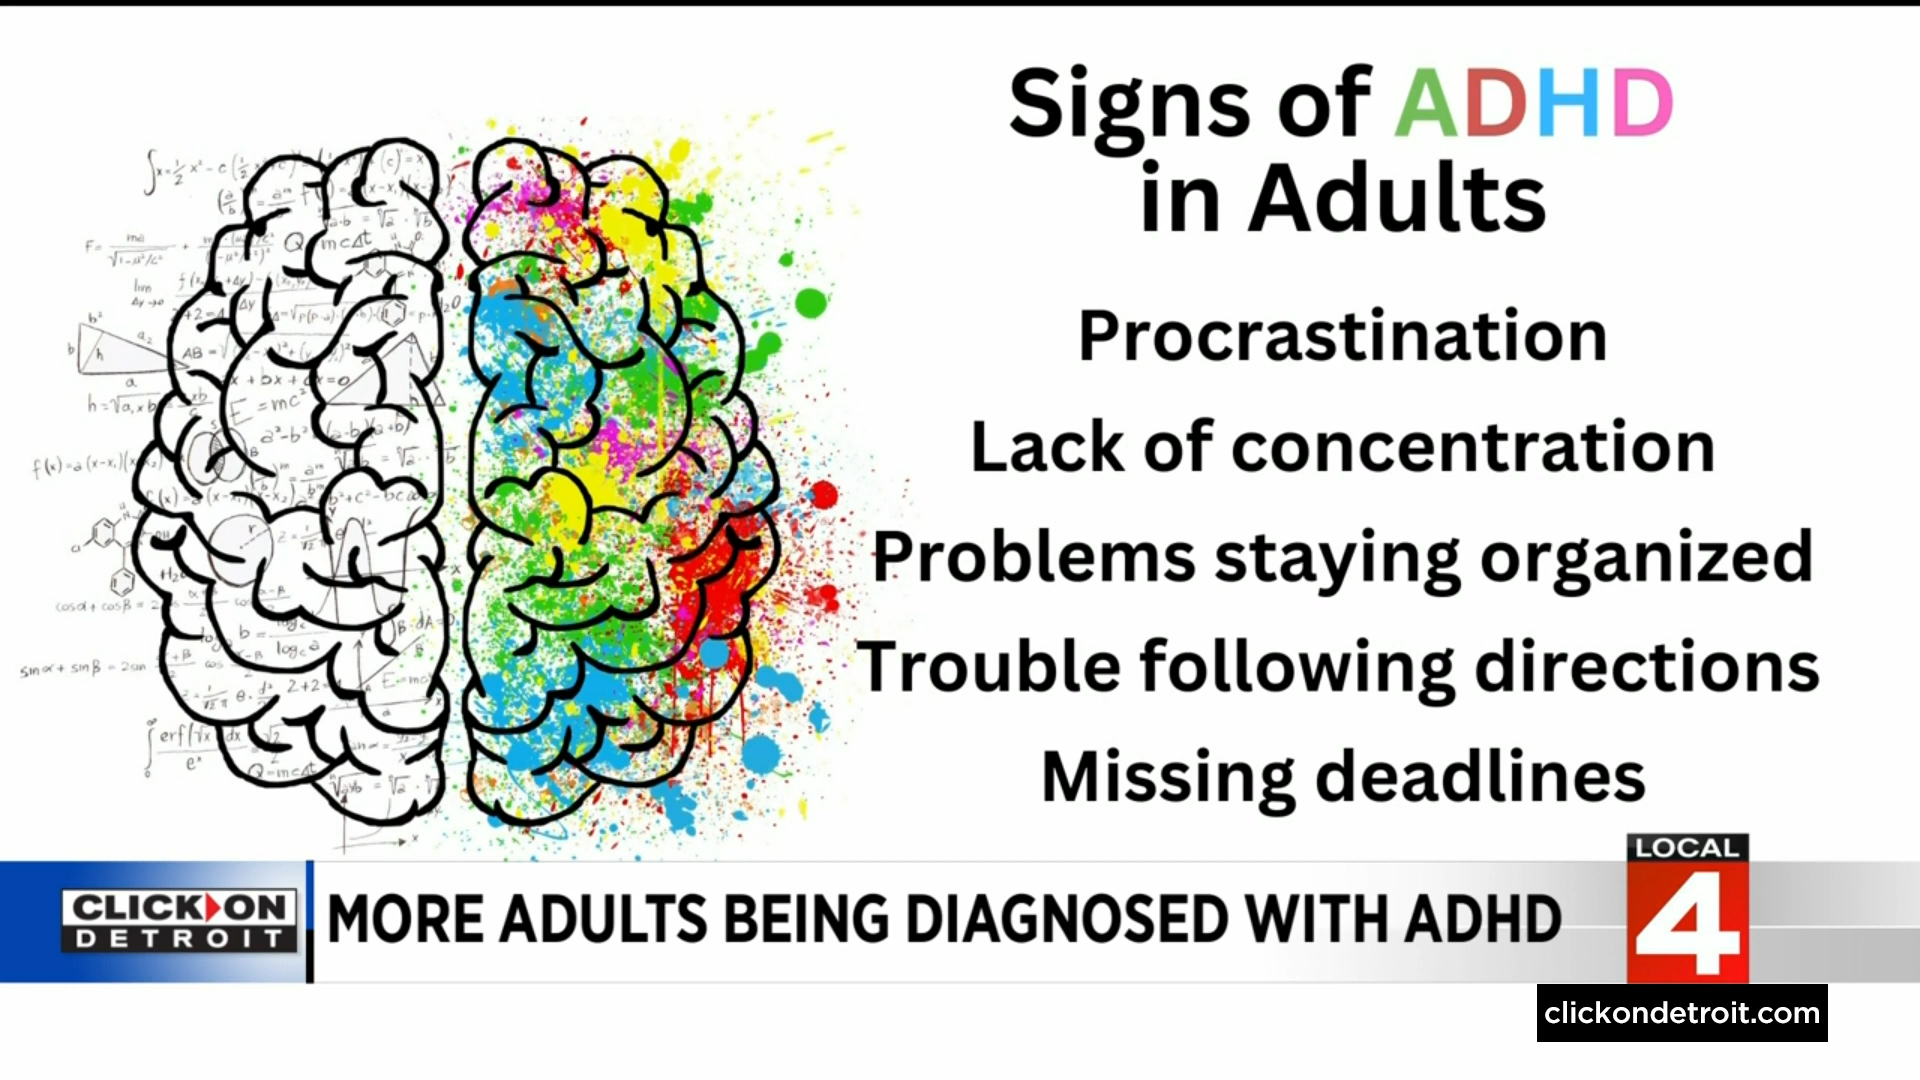 Signs of ADHD
in Adults
Procrastination
Lack of concentration
Problems staying organized
Trouble following directions
Missing deadlines
CLICK ON
DETROIT
MORE ADULTS BEING DIAGNOSED WITH ADHD
LOCAL
4
clickondetroit.com